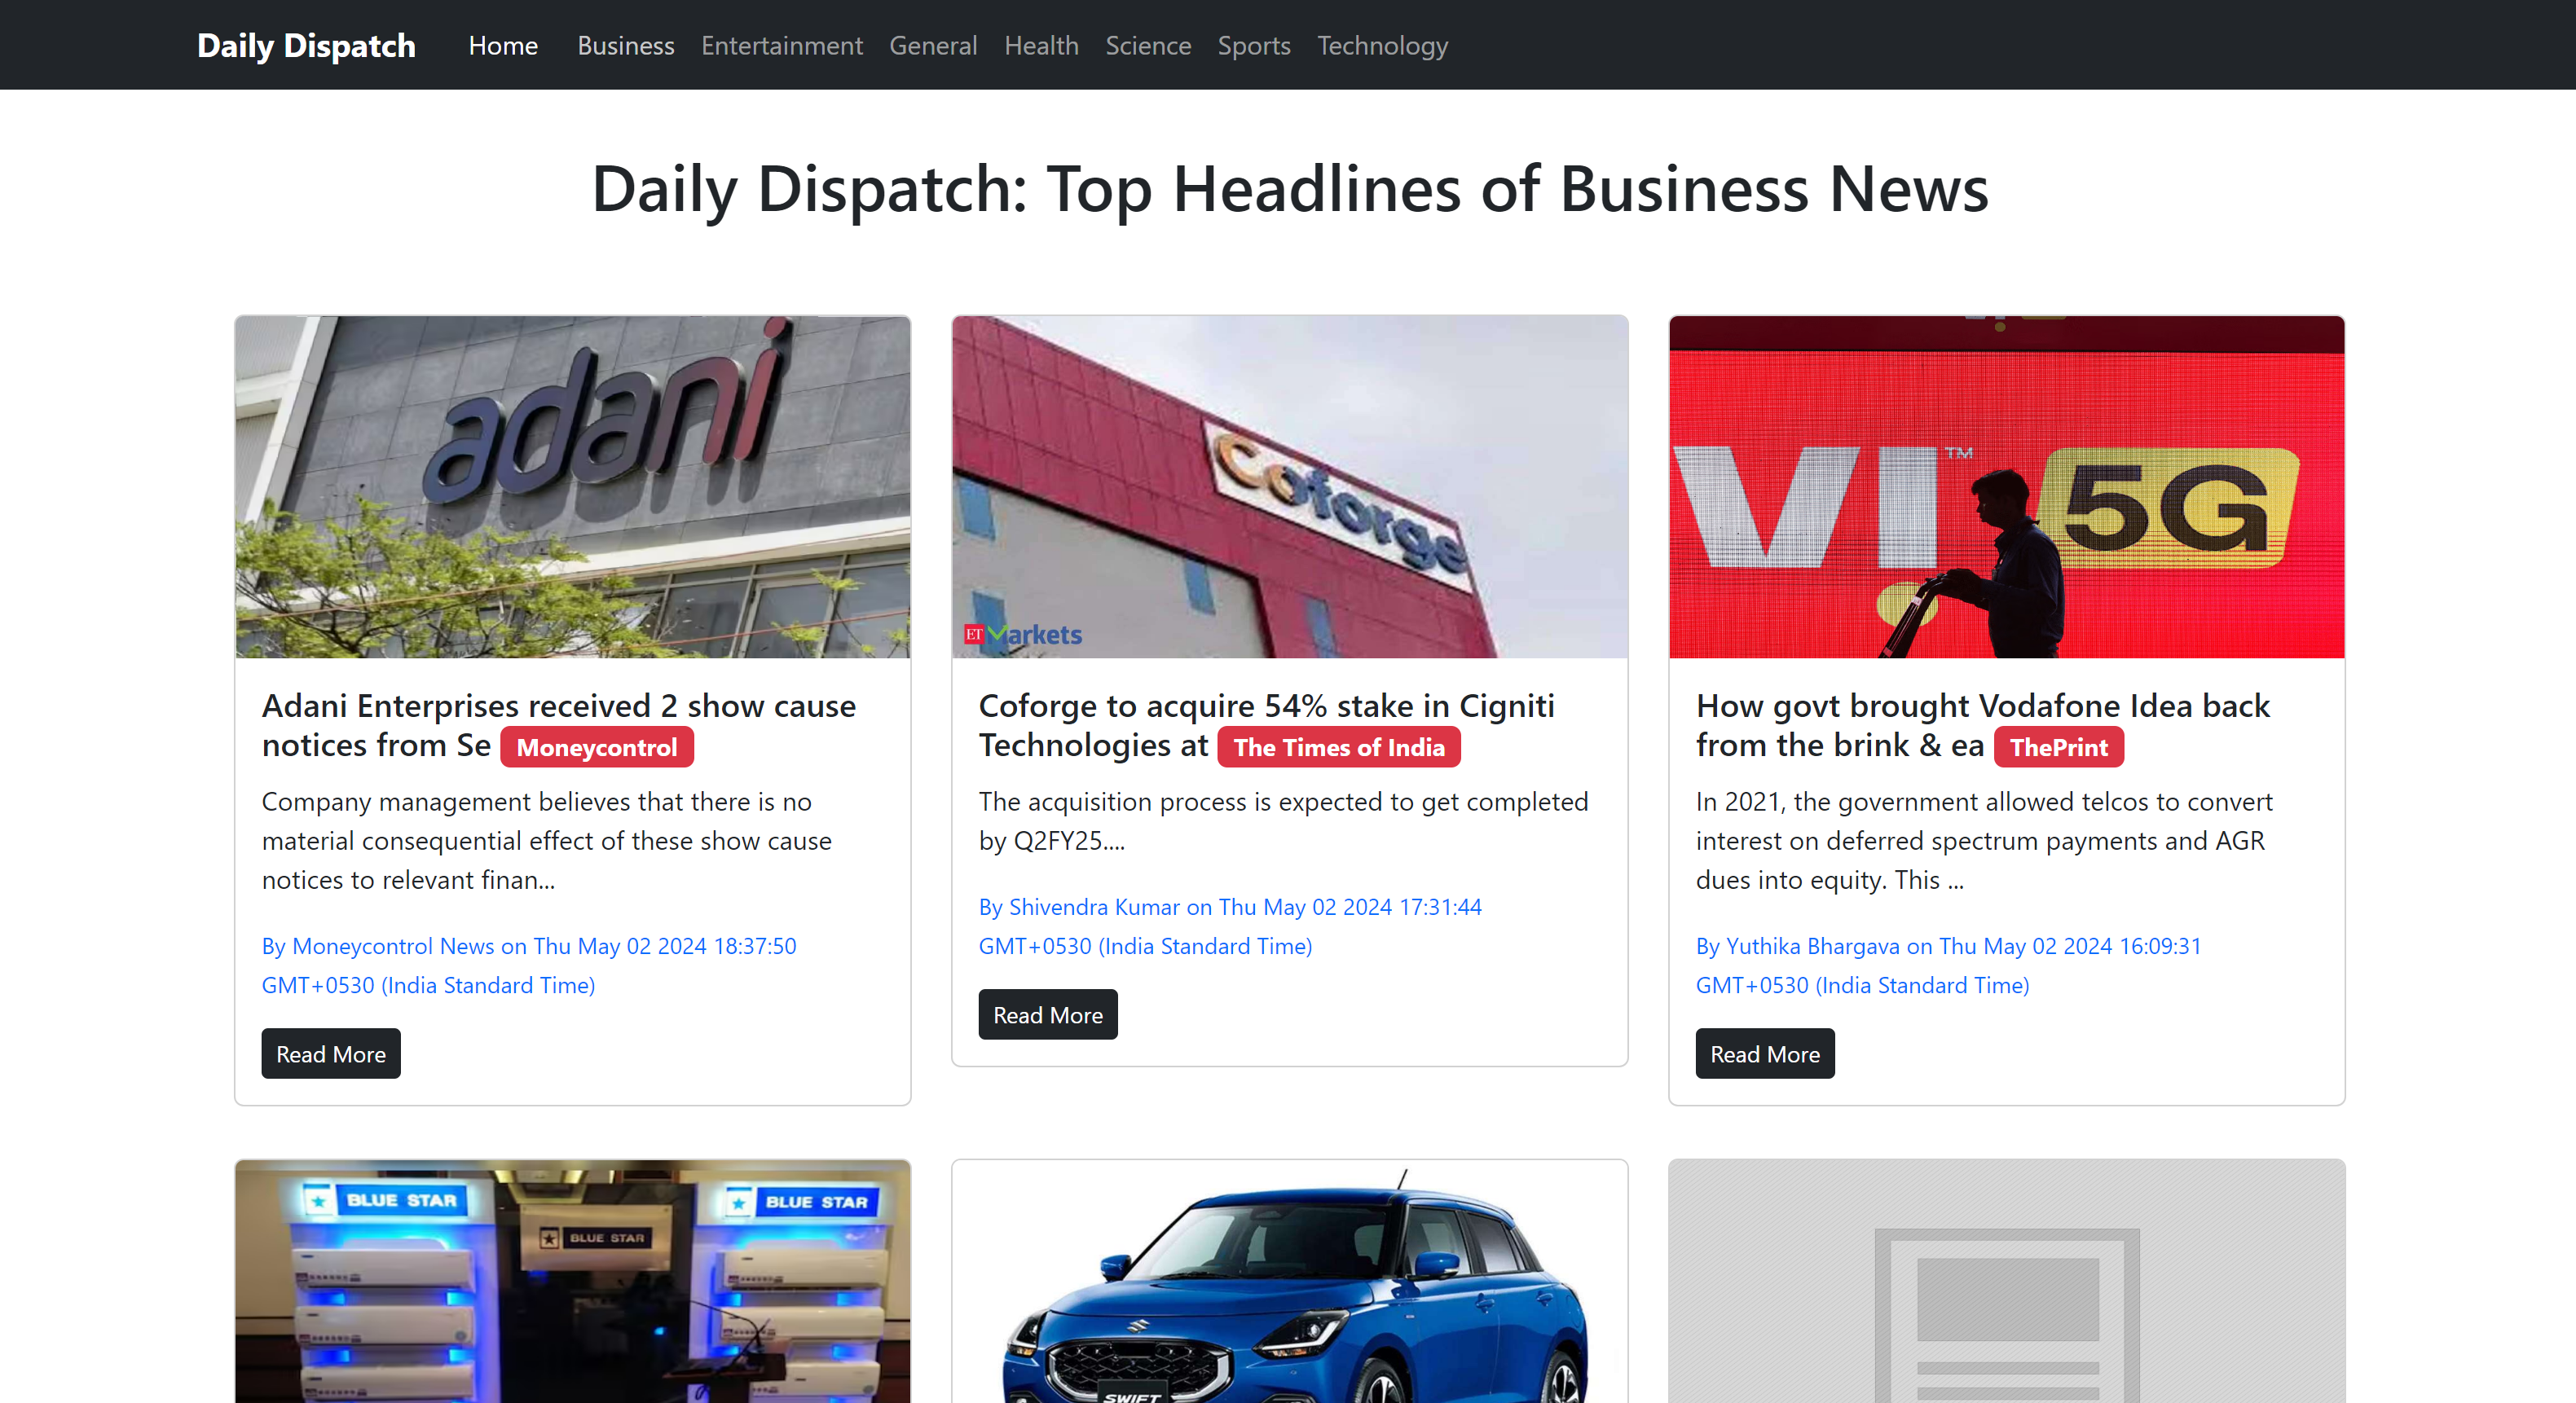 Daily Dispatch Home Business Entertainment General Health Science Sports Technology
Daily Dispatch: Top Headlines of Business News
adani
Coforge
ET Markets
VI™ 5G
Adani Enterprises received 2 show cause
notices from Se Moneycontrol
Company management believes that there is no
material consequential effect of these show cause
notices to relevant finan...
By Moneycontrol News on Thu May 02 2024 18:37:50
GMT+0530 (India Standard Time)
Read More
Coforge to acquire 54% stake in Cigniti
Technologies at The Times of India
The acquisition process is expected to get completed
by Q2FY25....
By Shivendra Kumar on Thu May 02 2024 17:31:44
GMT+0530 (India Standard Time)
Read More
How govt brought Vodafone Idea back
from the brink & ea ThePrint
In 2021, the government allowed telcos to convert
interest on deferred spectrum payments and AGR
dues into equity. This ...
By Yuthika Bhargava on Thu May 02 2024 16:09:31
GMT+0530 (India Standard Time)
Read More
BLUE STAR
BLUE STAR
BLUE STAR
SWIFT